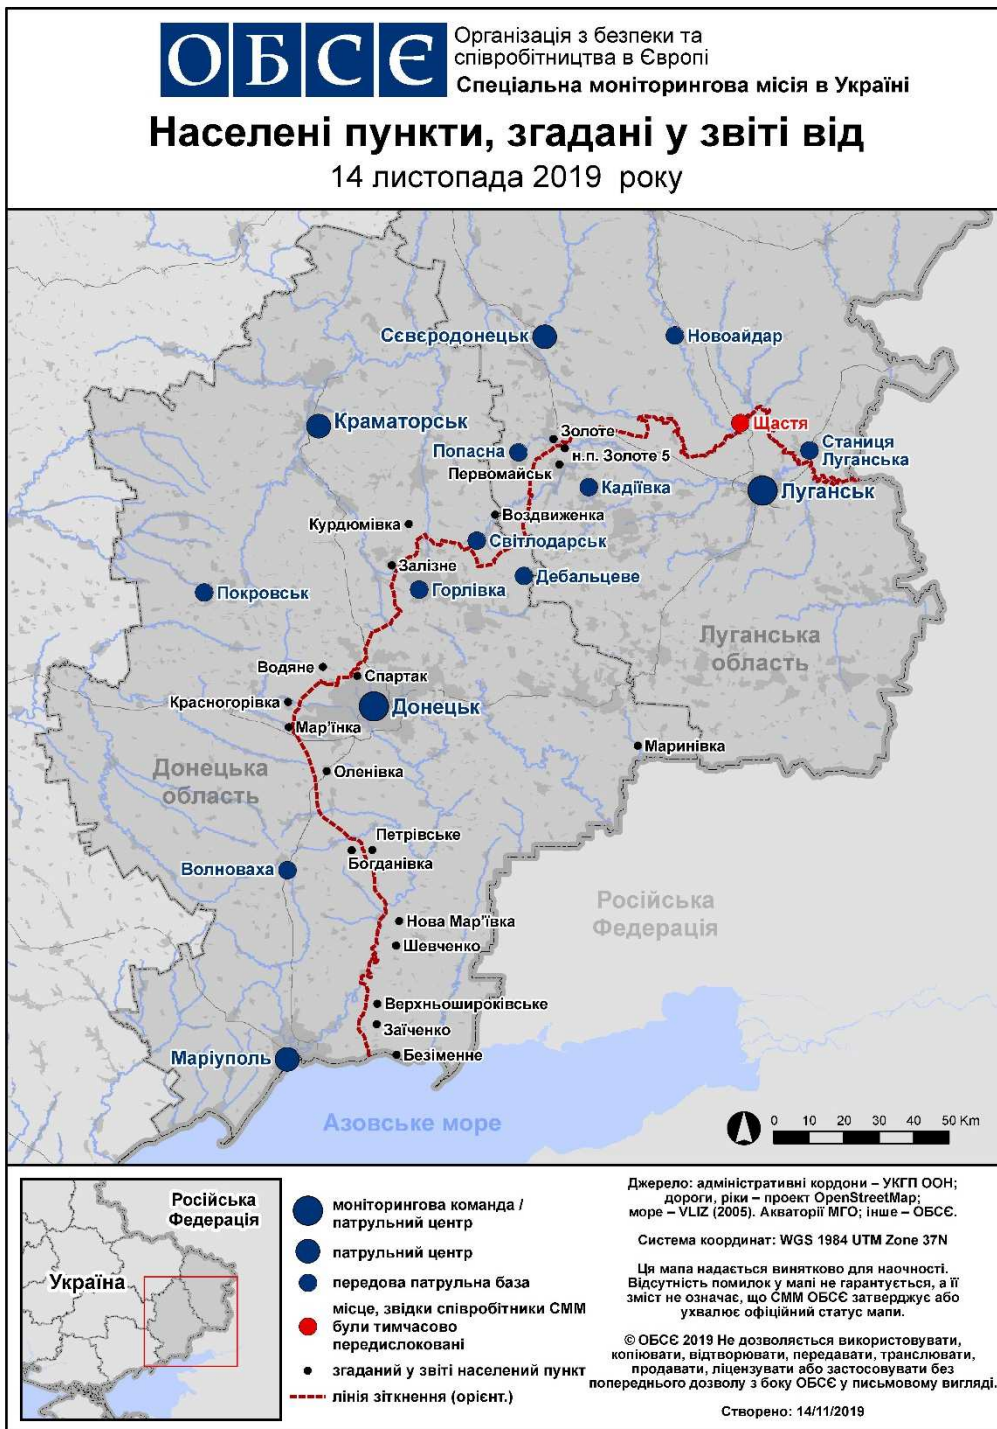 ОБСЄ
Організація з безпеки та
співробітництва в Європі
Спеціальна моніторингова місія в Україні
Населені пункти, згадані у звіті від
14 листопада 2019 року
Сєвєродонецьк
Новоайдар
Краматорськ
Щастя
Золоте
Станиця
Луганська
Попасна
н.п. Золоте 5
Первомайськ
Кадіївка
Луганськ
Воздвиженка
Курдюмівка
Світлодарськ
Залізне
Дебальцеве
Горлівка
Покровськ
Луганська
область
Водяне
Спартак
Красногорівка
Донецьк
Мар'їнка
Маринівка
Донецька
область
Оленівка
Петрівське
Богданівка
Волноваха
Російська
Федерація
Нова Мар'ївка
Шевченко
Верхньошироківське
Заїченко
Безіменне
Маріуполь
Азовське море
0 10 20 30 40 50 Km
Російська
Федерація
Україна
моніторингова команда /
патрульний центр
патрульний центр
передова патрульна база
місце, звідки співробітники СММ
були тимчасово
передислоковані
згаданий у звіті населений пункт
лінія зіткнення (орієнт.)
Джерело: адміністративні кордони – УКГП ООН;
дороги, ріки – проект OpenStreetMap;
море – VLIZ (2005). Акваторії МГО; інше – ОБСЄ.
Система координат: WGS 1984 UTM Zone 37N
Ця мапа надається винятково для наочності.
Відсутність помилок у мапі не гарантується, а її
зміст не означає, що СММ ОБСЄ затверджує або
ухвалює офіційний статус мапи.
© ОБСЄ 2019 Не дозволяється використовувати,
копіювати, відтворювати, передавати, транслювати,
продавати, ліцензувати або застосовувати без
попереднього дозволу з боку ОБСЄ у письмовому вигляді.
Створено: 14/11/2019